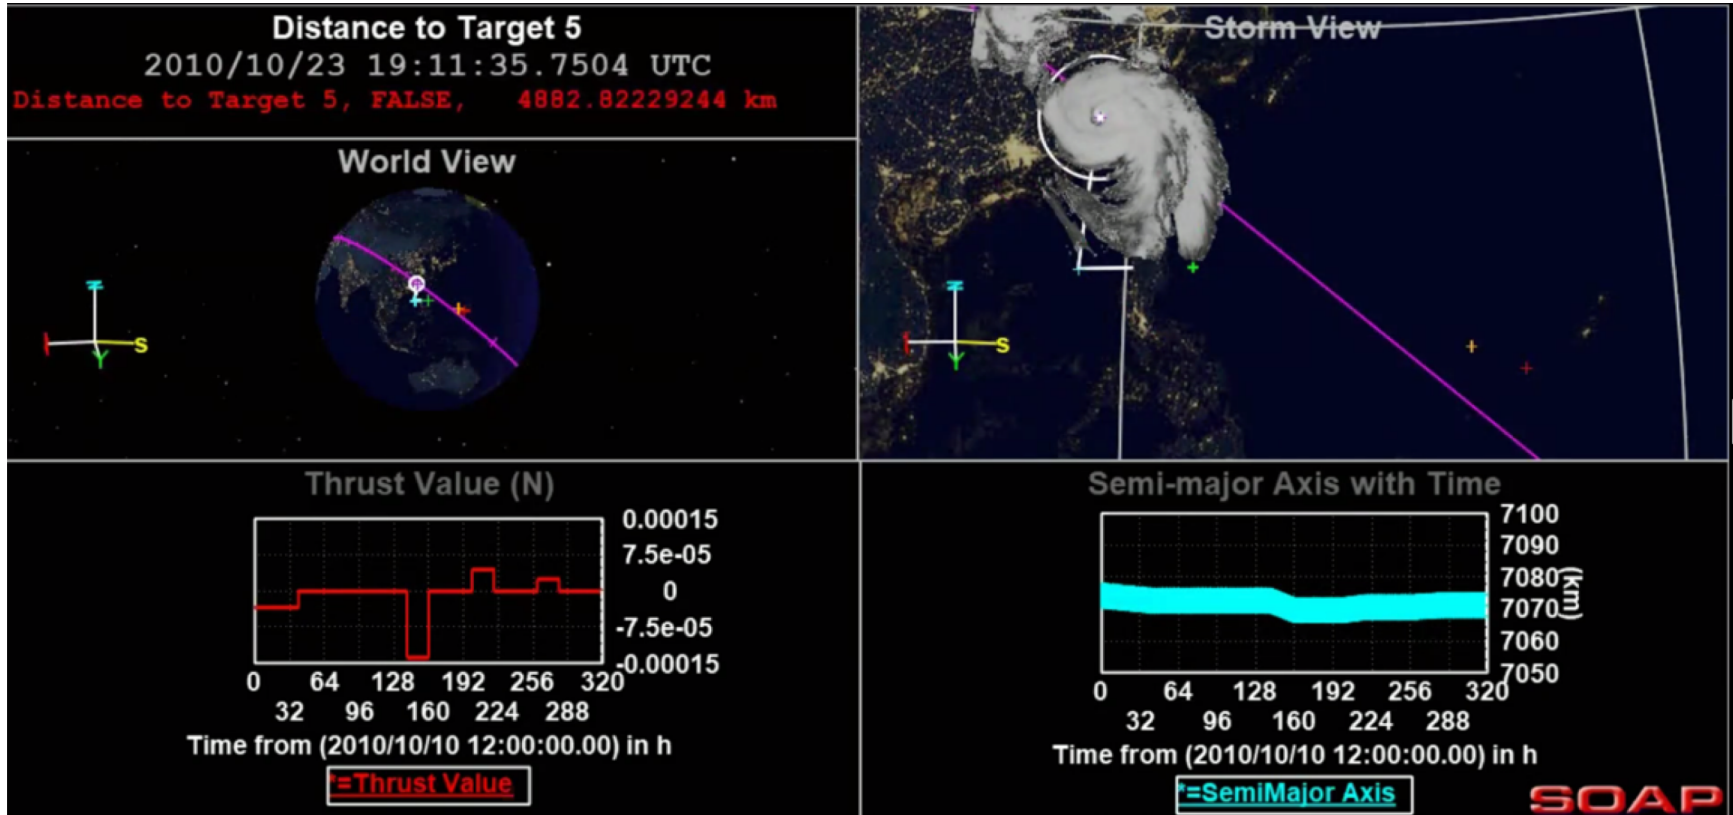 Distance to Target 5
2010/10/23 19:11:35.7504 UTC
Distance to Target 5, FALSE, 4882.82229244 km
World View
N
Y
S
Storm View
N
Y
S
Thrust Value (N)
0.00015
7.5e-05
0
-7.5e-05
-0.00015
0 64 128 192 256 320
32 96 160 224 288
Time from (2010/10/10 12:00:00.00) in h
*=Thrust Value
Semi-major Axis with Time
7100
7090
7080
7070
7060
7050
(km)
0 64 128 192 256 320
32 96 160 224 288
Time from (2010/10/10 12:00:00.00) in h
*=SemiMajor Axis
SOAP